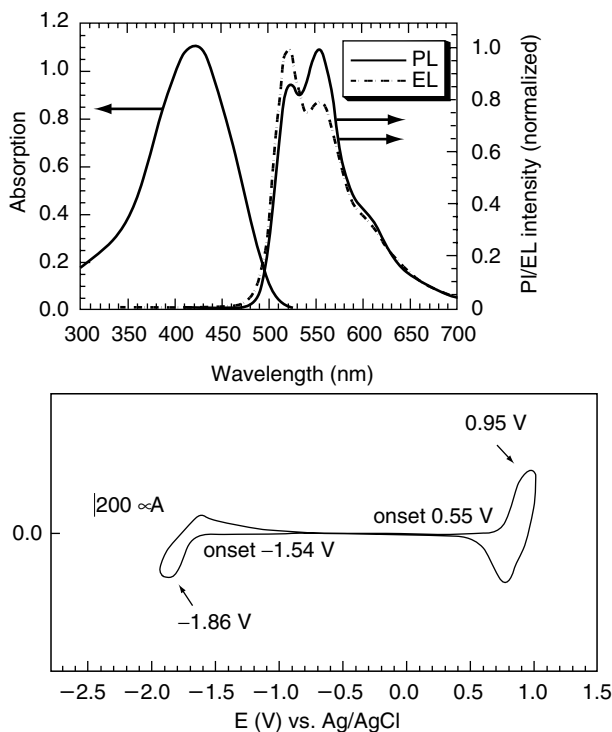 1.2
1.0
0.8
0.6
0.4
0.2
0.0
Absorption
PL
EL
1.0
0.8
0.6
0.4
0.2
0
Pl/EL intensity (normalized)
300 350 400 450 500 550 600 650 700
Wavelength (nm)
0.95 V
200 ∝A
onset 0.55 V
0.0
onset −1.54
−1.86 V
−2.5 −2.0 −1.5 −1.0 −0.5 0.0 0.5 1.0 1.5
E (V) vs. Ag/AgCl